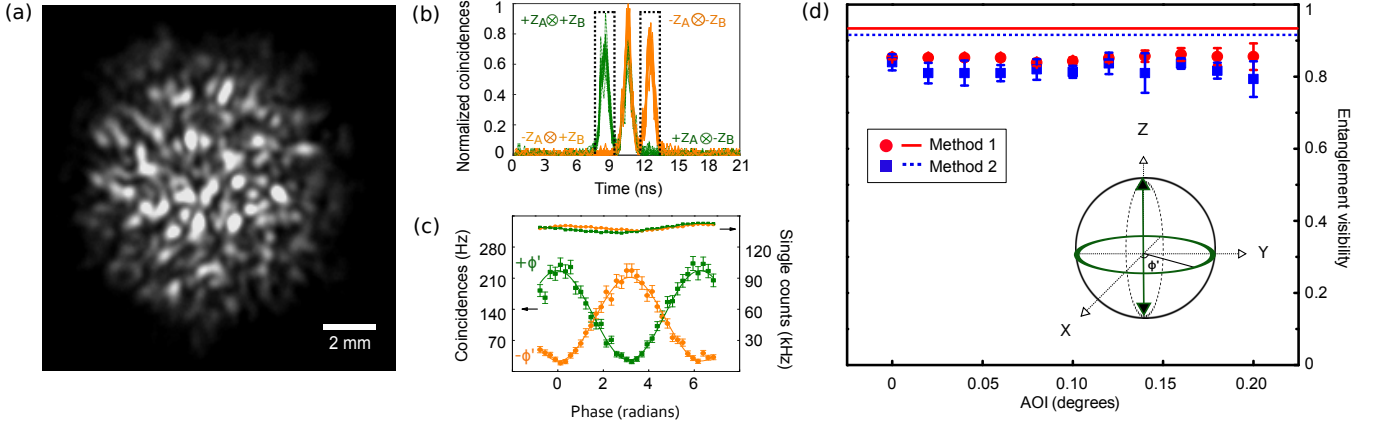 (a)
2 mm
(b)
Normalized coincidences
1
0.8
0.6
0.4
0.2
0
+Z_A⊗+Z_B
-Z_A⊗-Z_B
-Z_A⊗+Z_B
+Z_A⊗-Z_B
0 3 6 9 12 15 18 21
Time (ns)
(c)
Coincidences (Hz)
280
210
140
70
+ϕ'
-ϕ'
120
90
60
30
Single counts (kHz)
0 2 4 6
Phase (radians)
(d)
Method 1
Method 2
Z
Y
X
ϕ'
1
0.8
0.6
0.4
0.2
0
Entanglement visibility
0 0.05 0.10 0.15 0.20
AOI (degrees)